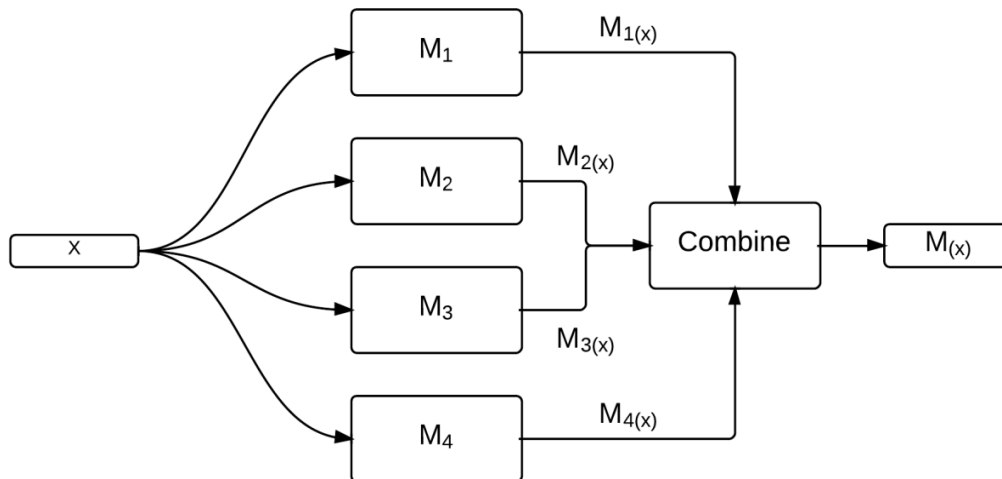 M₁
M₁₍ₓ₎
M₂
M₂₍ₓ₎
X
Combine
M₍ₓ₎
M₃
M₃₍ₓ₎
M₄
M₄₍ₓ₎